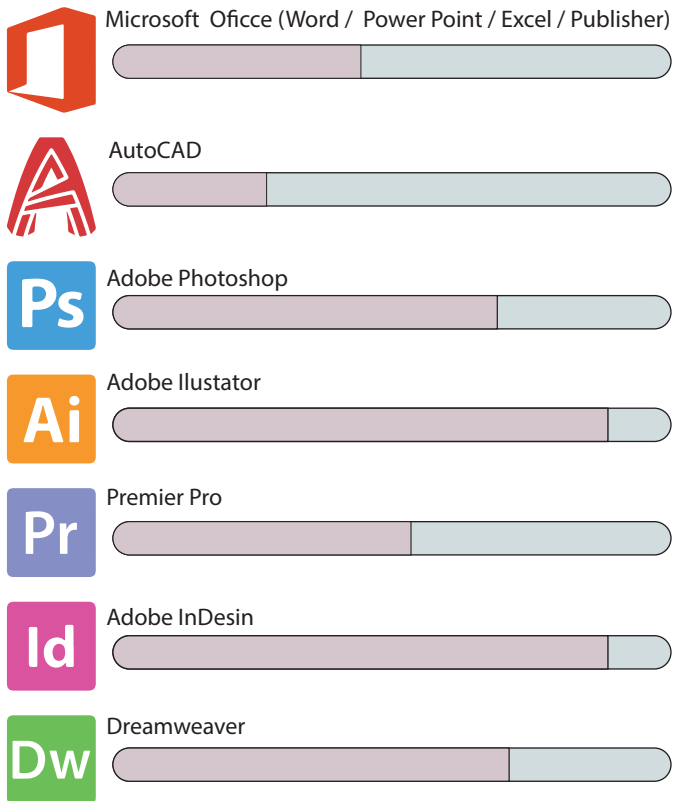 Microsoft Oficce (Word / Power Point / Excel / Publisher)
AutoCAD
Ps
Adobe Photoshop
Ai
Adobe Ilustator
Pr
Premier Pro
Id
Adobe InDesin
Dw
Dreamweaver